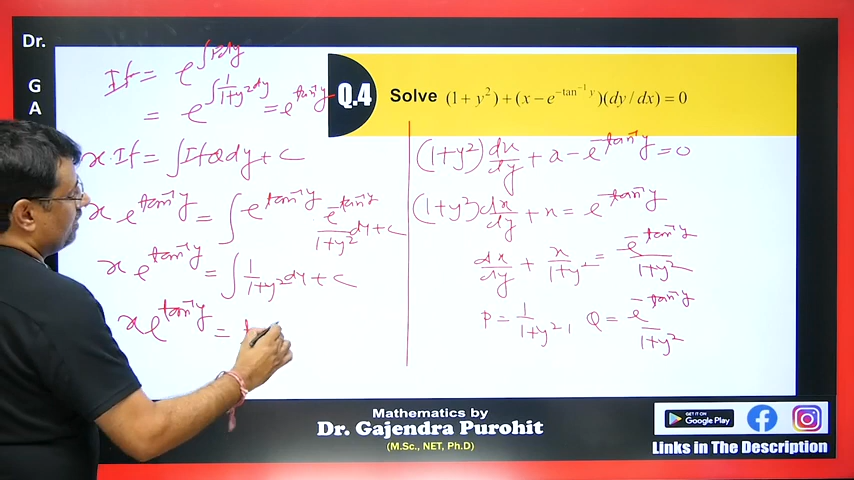 Dr.
G
A
Q.4 Solve (1 + y²) + (x − e^{−tan⁻¹ y})(dy / dx) = 0
If = e^{∫Pdy}
= e^{∫1/(1+y²) dy} = e^{tan⁻¹y}
x·If = ∫If Q dy + C
x e^{tan⁻¹y} = ∫ e^{tan⁻¹y} e^{-tan⁻¹y}/(1+y²) dy + C
x e^{tan⁻¹y} = ∫ 1/(1+y²) dy + C
x e^{tan⁻¹y} = t
(1+y²) dx/dy + x − e^{-tan⁻¹y} = 0
(1+y²) dx/dy + x = e^{-tan⁻¹y}
dx/dy + x/(1+y²) = e^{-tan⁻¹y}/(1+y²)
P = 1/(1+y²), Q = e^{-tan⁻¹y}/(1+y²)
Mathematics by
Dr. Gajendra Purohit
(M.Sc., NET, Ph.D)
GET IT ON
Google Play
Links in The Description